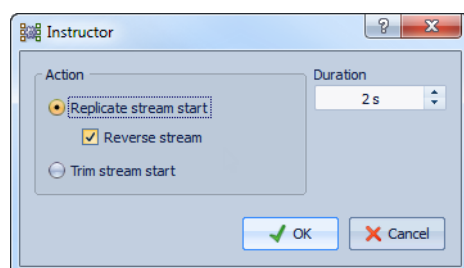 Instructor
Action
Duration
Replicate stream start
2 s
Reverse stream
Trim stream start
OK
Cancel